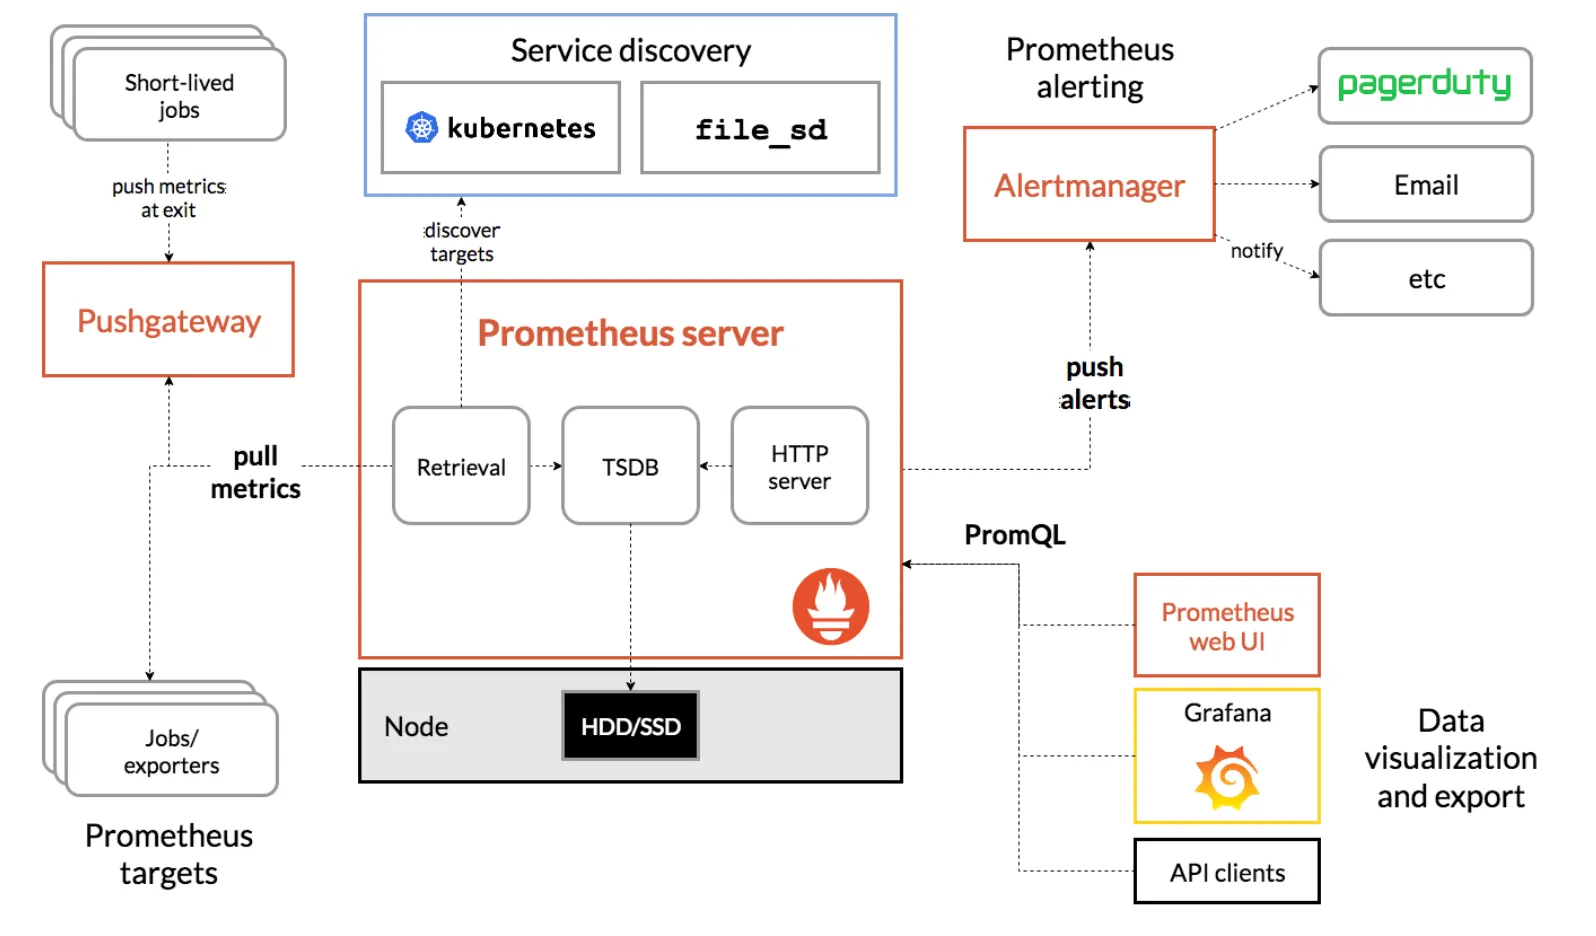 Short-lived
jobs
push metrics
at exit
Pushgateway
pull
metrics
Jobs/
exporters
Prometheus
targets
Service discovery
kubernetes
file_sd
discover
targets
Prometheus server
Retrieval
TSDB
HTTP
server
Node
HDD/SSD
Prometheus
alerting
Alertmanager
pagerduty
Email
notify
etc
push
alerts
PromQL
Prometheus
web UI
Grafana
API clients
Data
visualization
and export